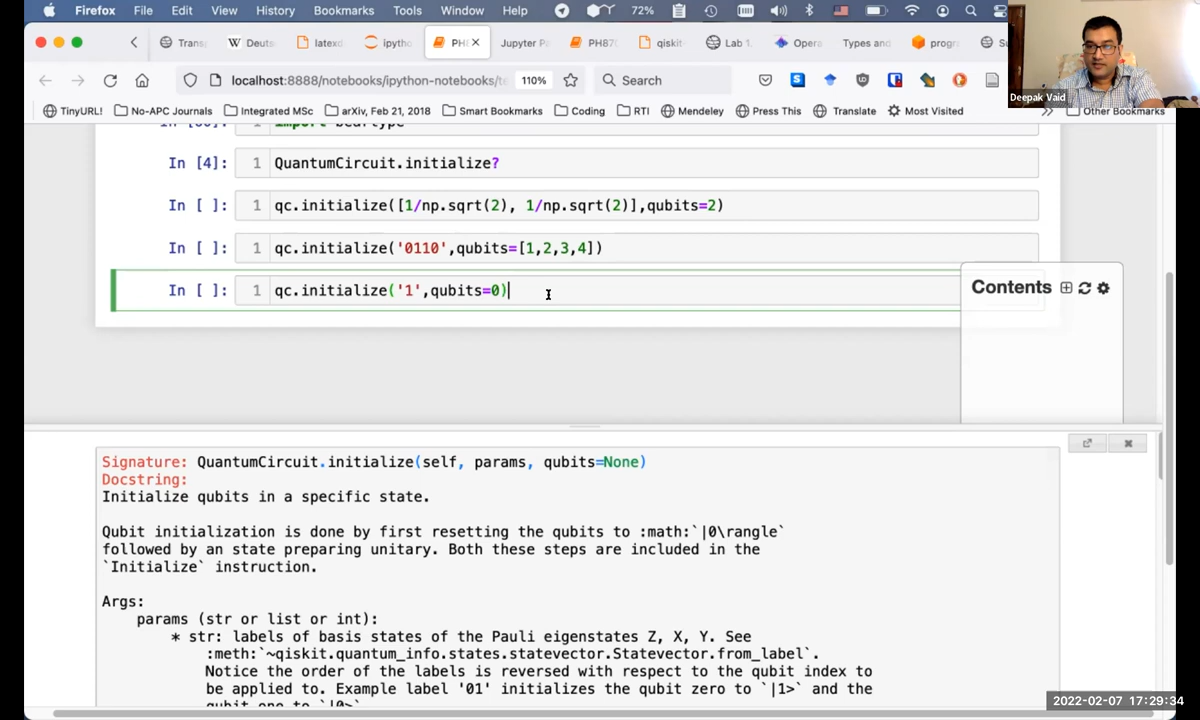 Firefox File Edit View History Bookmarks Tools Window Help 72%
Trans W Deuts latexd ipytho PH8 Jupyter P PH87 qiskit- Lab 1. Opera Types and progr Su
localhost:8888/notebooks/ipython-notebooks/t 110% Search
Deepak Vaid
TinyURL! No-APC Journals Integrated MSc arXiv, Feb 21, 2018 Smart Bookmarks Coding RTI Mendeley Press This Translate Most Visited Other Bookmarks
1 import beartype
In [4]: 1 QuantumCircuit.initialize?
In [ ]: 1 qc.initialize([1/np.sqrt(2), 1/np.sqrt(2)],qubits=2)
In [ ]: 1 qc.initialize('0110',qubits=[1,2,3,4])
In [ ]: 1 qc.initialize('1',qubits=0)
Contents
Signature: QuantumCircuit.initialize(self, params, qubits=None)
Docstring:
Initialize qubits in a specific state.
Qubit initialization is done by first resetting the qubits to :math:`|0\rangle`
followed by an state preparing unitary. Both these steps are included in the
`Initialize` instruction.
Args:
params (str or list or int):
* str: labels of basis states of the Pauli eigenstates Z, X, Y. See
:meth:`~qiskit.quantum_info.states.statevector.Statevector.from_label`.
Notice the order of the labels is reversed with respect to the qubit index to
be applied to. Example label '01' initializes the qubit zero to `|1>` and the
qubit one to `|0>`
2022-02-07 17:29:34